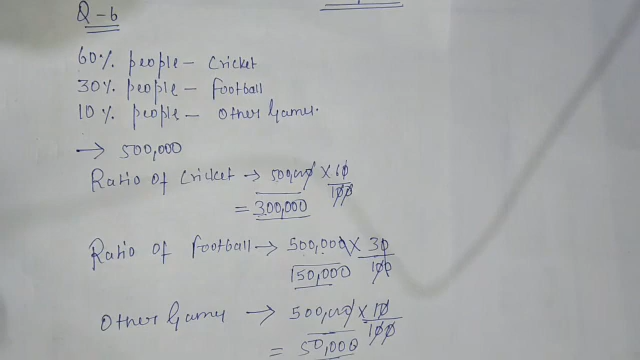 Q-6
60% people - Cricket
30% people - football
10% people - Other Games.
→ 500,000
Ratio of Cricket → 500,000 × 60/100
= 300,000
Ratio of football → 500,000 × 30/100
150,000
Other Games → 500,000 × 10/100
= 50,000